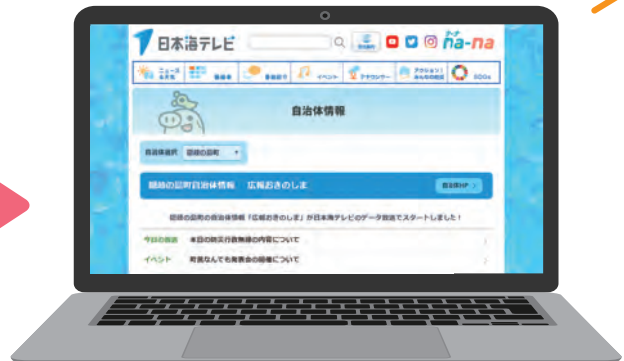 日本海テレビ
na-na
ニュース
イベント
アナウンサー
SDGs
自治体情報
自治体選択 隠岐の島町
隠岐の島町自治体情報 広報おきのしま
自治体HP >
隠岐の島町の自治体情報「広報おきのしま」が日本海テレビのデータ放送でスタートしました！
今日の放送 本日の防災行政無線の内容について
イベント 町民なんでも発表会の開催について